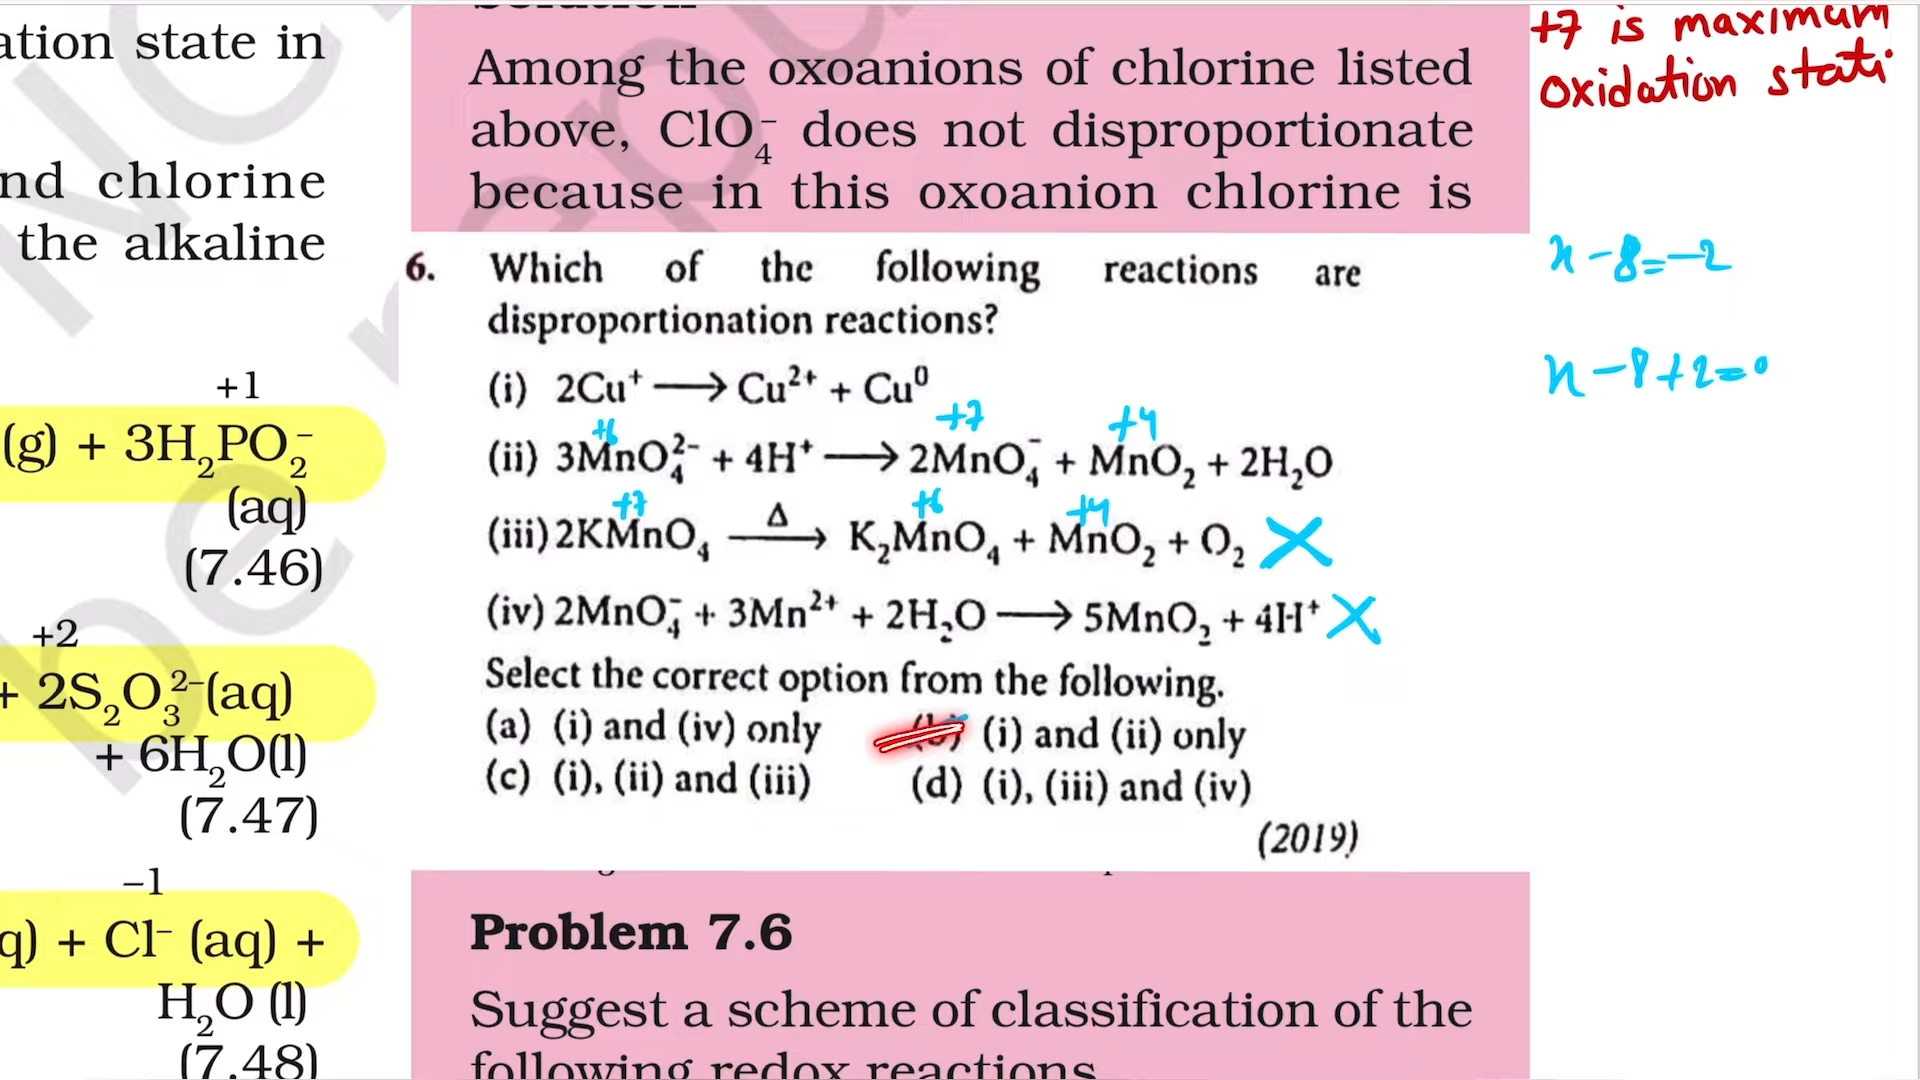 ation state in
nd chlorine
the alkaline
+1
(g) + 3H₂PO₂⁻
(aq)
(7.46)
+2
+ 2S₂O₃²⁻(aq)
+ 6H₂O(l)
(7.47)
–1
q) + Cl⁻ (aq) +
H₂O (l)
(7.48)
Solution
Among the oxoanions of chlorine listed
above, ClO₄⁻ does not disproportionate
because in this oxoanion chlorine is
6. Which of the following reactions are
disproportionation reactions?
(i) 2Cu⁺ ⟶ Cu²⁺ + Cu⁰
+6 +7 +4
(ii) 3MnO₄²⁻ + 4H⁺ ⟶ 2MnO₄⁻ + MnO₂ + 2H₂O
+7 +6 +4
(iii) 2KMnO₄ —Δ→ K₂MnO₄ + MnO₂ + O₂ X
(iv) 2MnO₄⁻ + 3Mn²⁺ + 2H₂O ⟶ 5MnO₂ + 4H⁺ X
Select the correct option from the following.
(a) (i) and (iv) only (b) (i) and (ii) only
(c) (i), (ii) and (iii) (d) (i), (iii) and (iv)
(2019)
Problem 7.6
Suggest a scheme of classification of the
following redox reactions
+7 is maximum
oxidation stati
x - 8 = -2
x - 8 + 2 = 0